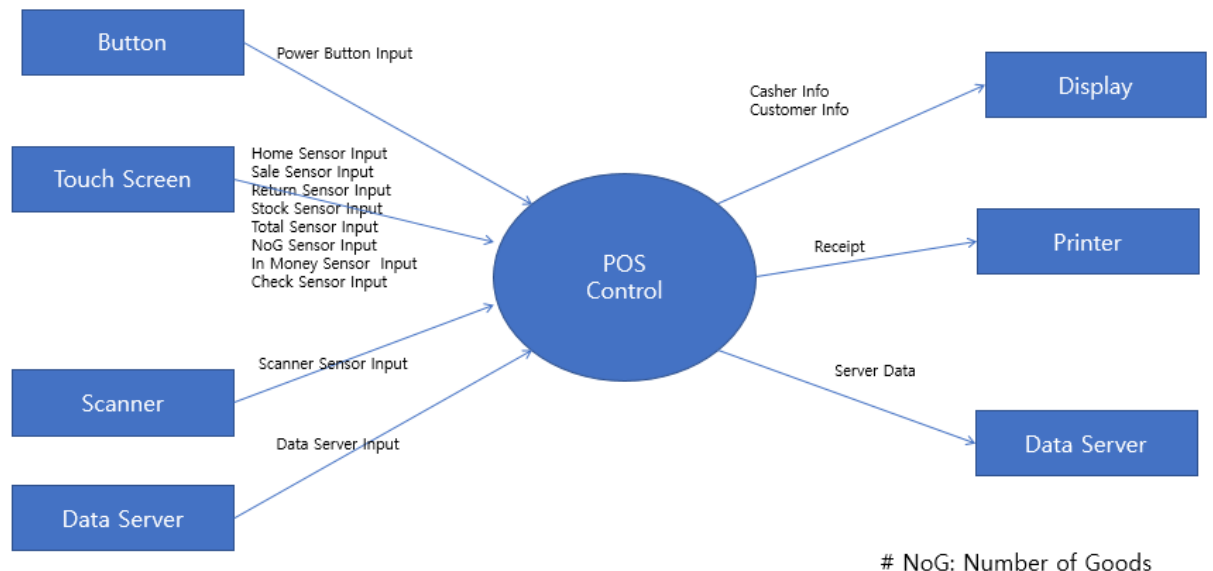 Button
Power Button Input
Touch Screen
Home Sensor Input
Sale Sensor Input
Return Sensor Input
Stock Sensor Input
Total Sensor Input
NoG Sensor Input
In Money Sensor  Input
Check Sensor Input
Scanner
Scanner Sensor Input
Data Server
Data Server Input
POS
Control
Casher Info
Customer Info
Display
Receipt
Printer
Server Data
Data Server
# NoG: Number of Goods